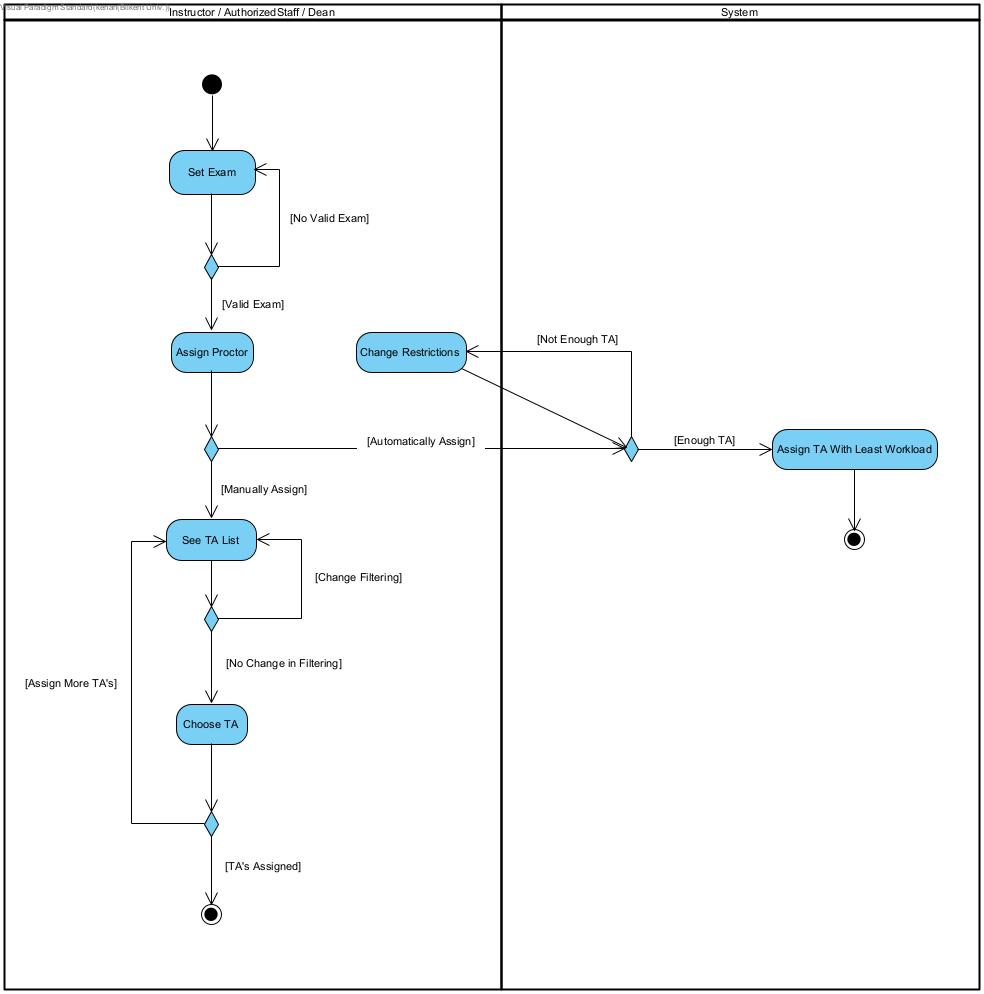 Visual Paradigm Standard(kenan(Bilkent Univ.))
Instructor / AuthorizedStaff / Dean
System
Set Exam
[No Valid Exam]
[Valid Exam]
Assign Proctor
Change Restrictions
[Not Enough TA]
[Automatically Assign]
[Enough TA]
Assign TA With Least Workload
[Manually Assign]
See TA List
[Change Filtering]
[No Change in Filtering]
[Assign More TA's]
Choose TA
[TA's Assigned]